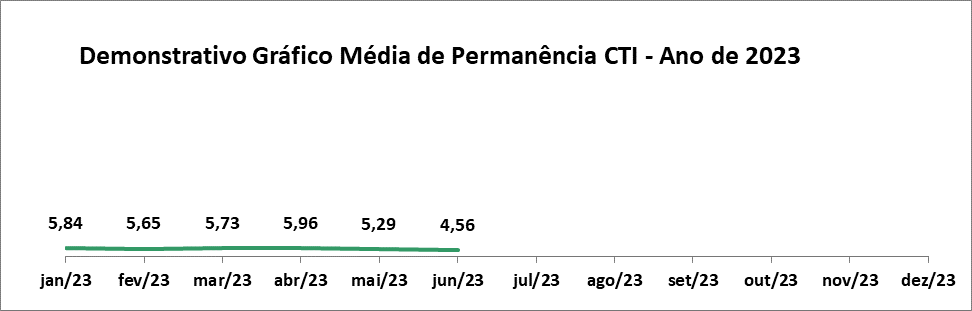 Demonstrativo Gráfico Média de Permanência CTI - Ano de 2023
5,84 5,65 5,73 5,96 5,29 4,56
jan/23 fev/23 mar/23 abr/23 mai/23 jun/23 jul/23 ago/23 set/23 out/23 nov/23 dez/23